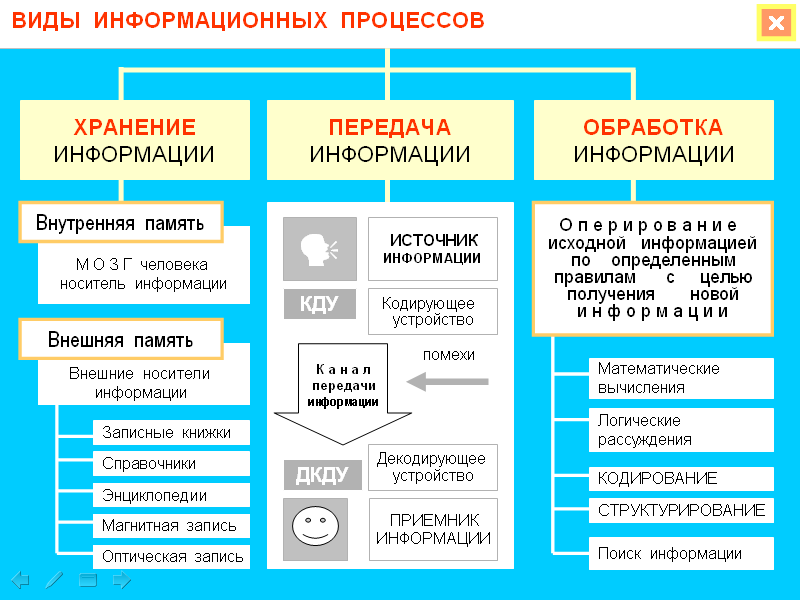 ВИДЫ ИНФОРМАЦИОННЫХ ПРОЦЕССОВ
ХРАНЕНИЕ
ИНФОРМАЦИИ
ПЕРЕДАЧА
ИНФОРМАЦИИ
ОБРАБОТКА
ИНФОРМАЦИИ
Внутренняя память
М О З Г человека
носитель информации
Внешняя память
Внешние носители
информации
Записные книжки
Справочники
Энциклопедии
Магнитная запись
Оптическая запись
ИСТОЧНИК
ИНФОРМАЦИИ
КДУ
Кодирующее
устройство
К а н а л
передачи
информации
помехи
ДКДУ
Декодирующее
устройство
ПРИЕМНИК
ИНФОРМАЦИИ
О п е р и р о в а н и е
исходной информацией
по определенным
правилам с целью
получения новой
и н ф о р м а ц и и
Математические
вычисления
Логические
рассуждения
КОДИРОВАНИЕ
СТРУКТУРИРОВАНИЕ
Поиск информации